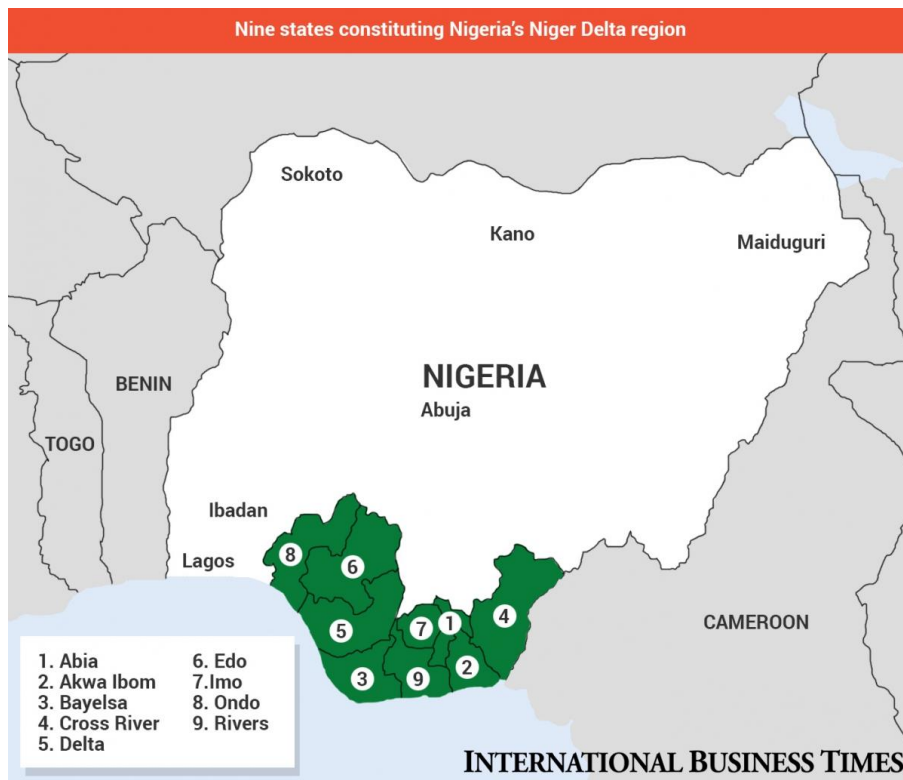 Nine states constituting Nigeria's Niger Delta region
Sokoto
Kano
Maiduguri
NIGERIA
Abuja
BENIN
TOGO
Ibadan
Lagos
8
6
5
7
1
4
3
9
2
CAMEROON
1. Abia
2. Akwa Ibom
3. Bayelsa
4. Cross River
5. Delta
6. Edo
7.Imo
8. Ondo
9. Rivers
INTERNATIONAL BUSINESS TIMES